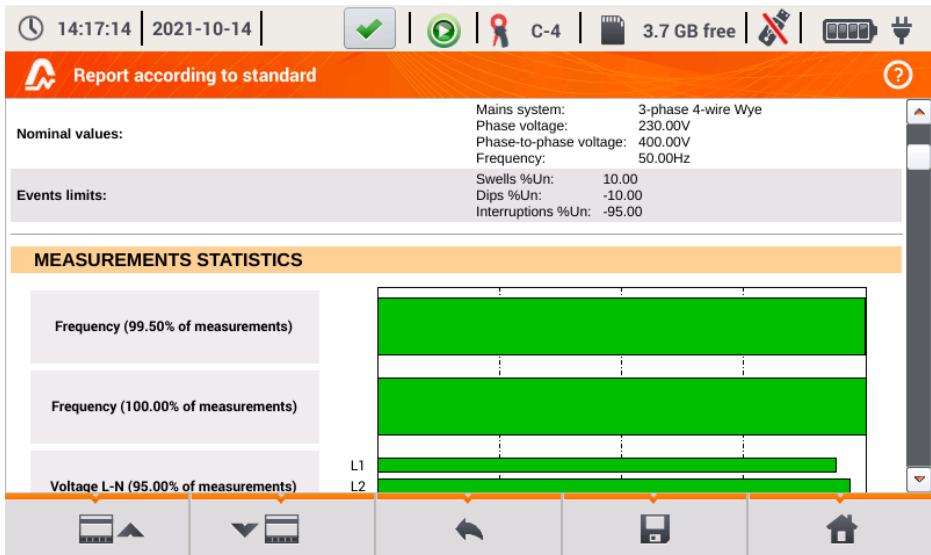 14:17:14 2021-10-14 C-4 3.7 GB free
Report according to standard ?
Nominal values:
Mains system: 3-phase 4-wire Wye
Phase voltage: 230.00V
Phase-to-phase voltage: 400.00V
Frequency: 50.00Hz
Events limits:
Swells %Un: 10.00
Dips %Un: -10.00
Interruptions %Un: -95.00
MEASUREMENTS STATISTICS
Frequency (99.50% of measurements)
Frequency (100.00% of measurements)
Voltage L-N (95.00% of measurements)
L1
L2